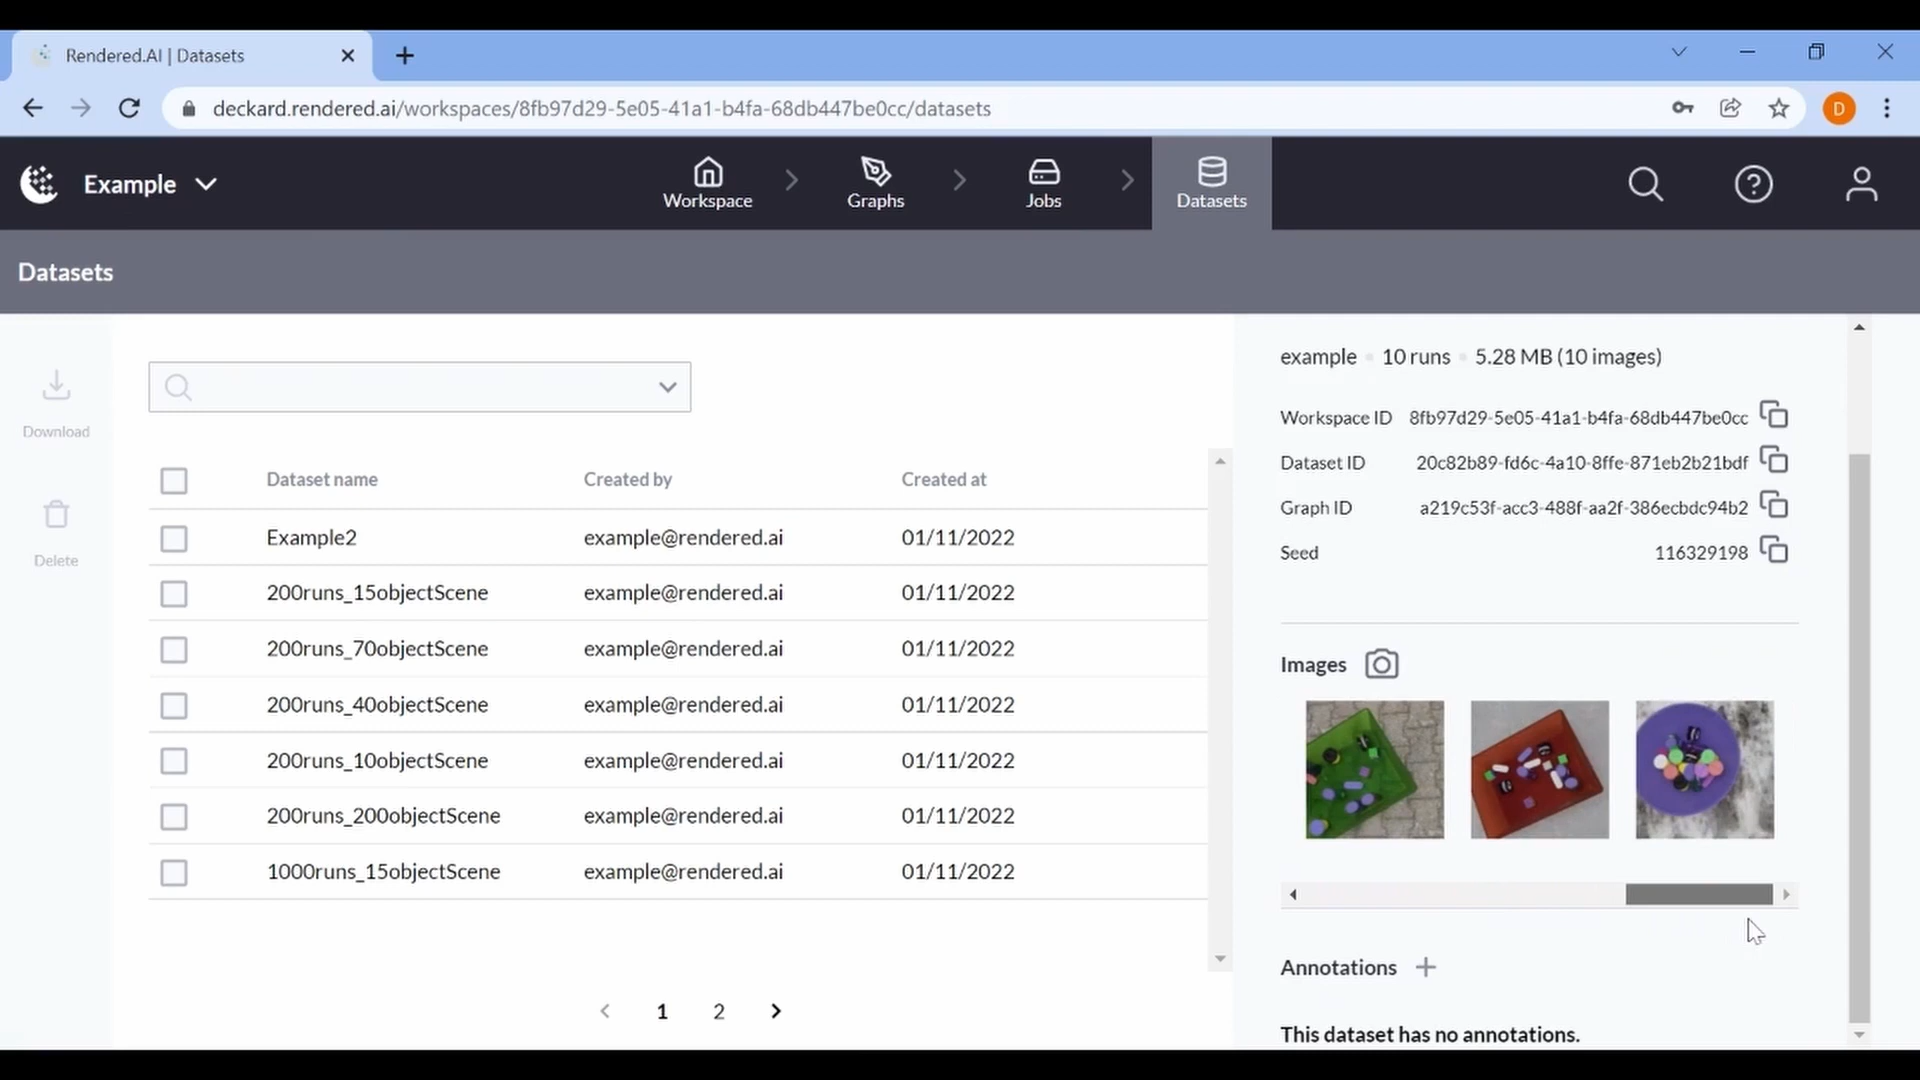 Rendered.AI | Datasets
deckard.rendered.ai/workspaces/8fb97d29-5e05-41a1-b4fa-68db447be0cc/datasets
D
Example
Workspace
Graphs
Jobs
Datasets
Datasets
Download
Delete
Dataset name Created by Created at
Example2 example@rendered.ai 01/11/2022
200runs_15objectScene example@rendered.ai 01/11/2022
200runs_70objectScene example@rendered.ai 01/11/2022
200runs_40objectScene example@rendered.ai 01/11/2022
200runs_10objectScene example@rendered.ai 01/11/2022
200runs_200objectScene example@rendered.ai 01/11/2022
1000runs_15objectScene example@rendered.ai 01/11/2022
1 2
example 10 runs 5.28 MB (10 images)
Workspace ID 8fb97d29-5e05-41a1-b4fa-68db447be0cc
Dataset ID 20c82b89-fd6c-4a10-8ffe-871eb2b21bdf
Graph ID a219c53f-acc3-488f-aa2f-386ecbdc94b2
Seed 116329198
Images
Annotations
This dataset has no annotations.